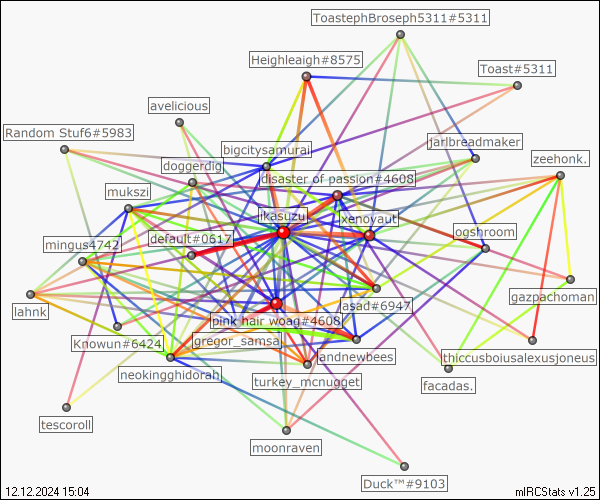 ToastephBroseph5311#5311
Heighleaigh#8575
Toast#5311
avelicious
Random Stuf6#5983
jarlbreadmaker
bigcitysamurai
zeehonk.
doggerdig
disaster of passion#4608
mukszi
ikasuzu
xenoyaut
ogshroom
default#0617
mingus4742
gazpachoman
lahnk
asad#6947
pink hair woag#4608
Knowun#6424
gregor_samsa
andnewbees
thiccusboiusalexusjoneus
neokingghidorah
turkey_mcnugget
facadas.
tescoroll
moonraven
Duck™#9103
12.12.2024 15:04
mIRCStats v1.25